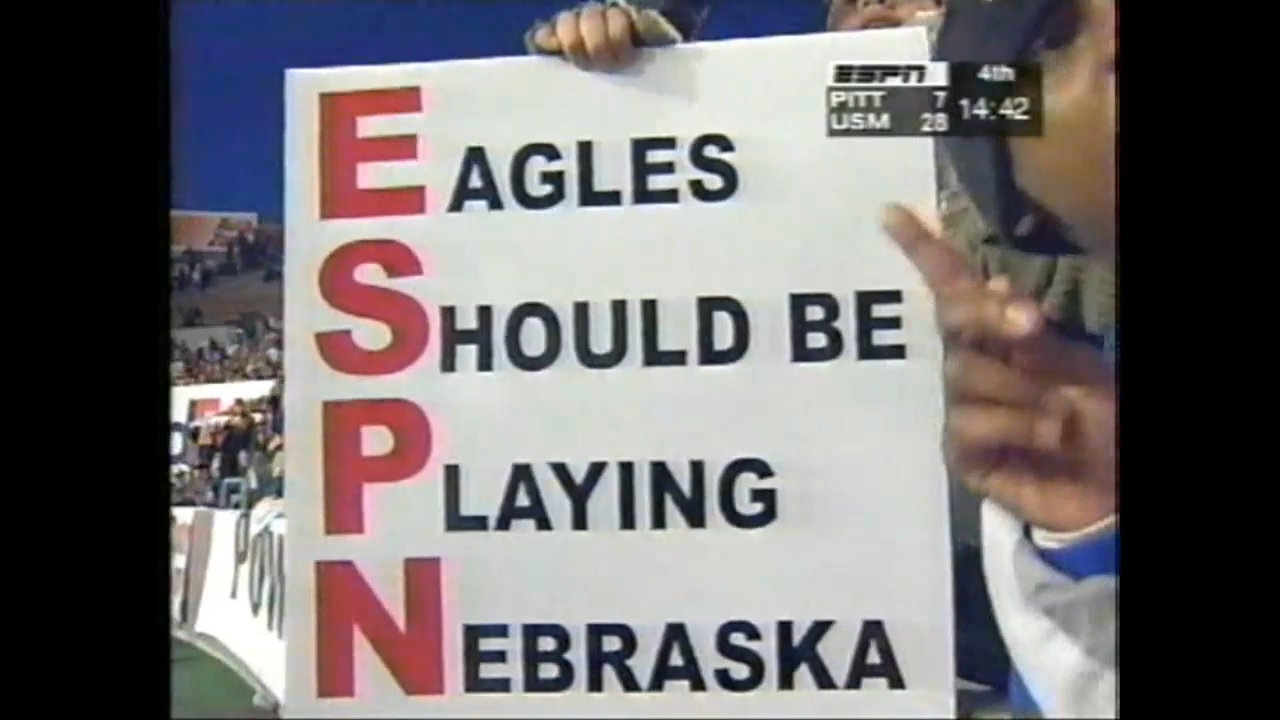 ESPN 4th
PITT 7 14:42
USM 28
EAGLES
SHOULD BE
PLAYING
NEBRASKA